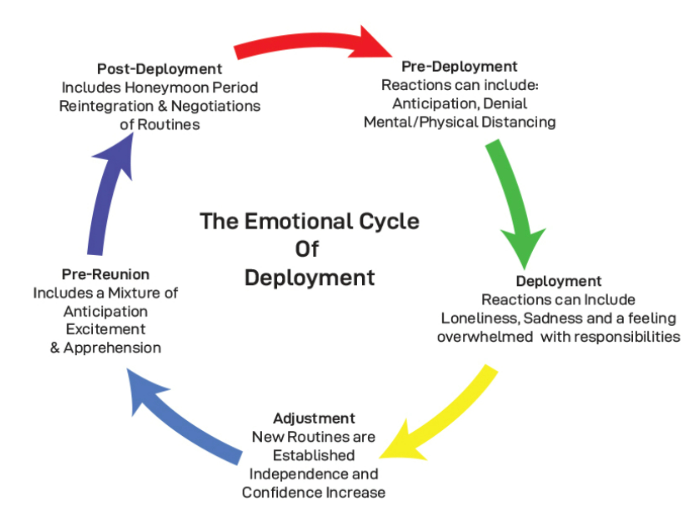 The Emotional Cycle
Of
Deployment
Pre-Deployment
Reactions can include:
Anticipation, Denial
Mental/Physical Distancing
Deployment
Reactions can Include
Loneliness, Sadness and a feeling
overwhelmed with responsibilities
Adjustment
New Routines are
Established
Independence and
Confidence Increase
Pre-Reunion
Includes a Mixture of
Anticipation
Excitement
& Apprehension
Post-Deployment
Includes Honeymoon Period
Reintegration & Negotiations
of Routines